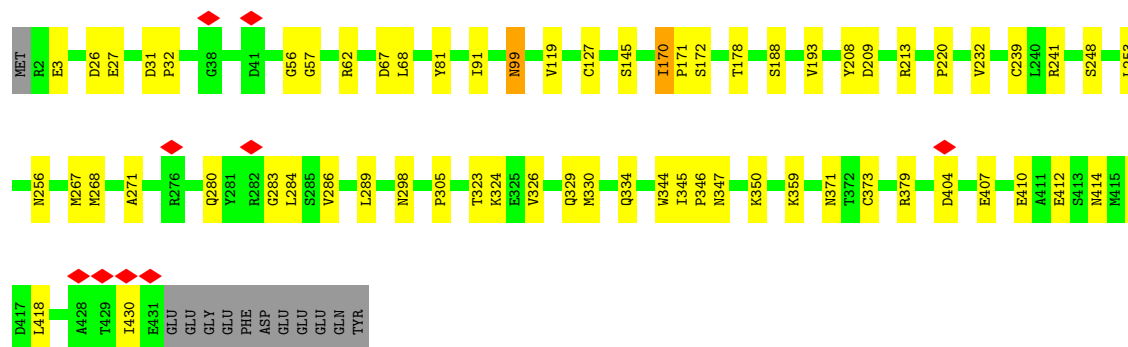 MET R2 E3 D26 E27 D31 P32 G38 D41 G56 G57 R62 D67 L68 Y81 I91 N99 V119 C127 S145 I170 P171 S172 T178 S188 V193 Y208 D209 R213 P220 V232 C239 L240 R241 S248 L253
N256 M267 M268 A271 R276 Q280 Y281 R282 G283 L284 S285 V286 L289 N298 P305 T323 K324 E325 V326 Q329 M330 Q334 W344 I345 P346 N347 K350 K359 N371 T372 C373 R379 D404 E407 E410 A411 E412 S413 N414 M415
D417 L418 A428 T429 I430 E431 GLU GLU GLY GLU PHE ASP GLU GLU GLU GLN TYR